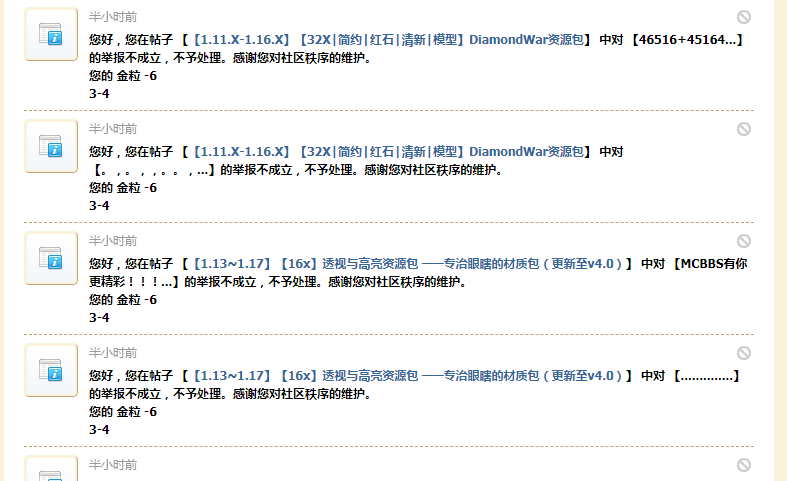 半小时前
您好，您在帖子 【【1.11.X-1.16.X】【32X|简约|红石|清新|模型】DiamondWar资源包】 中对 【46516+45164...】
的举报不成立，不予处理。感谢您对社区秩序的维护。
您的 金粒 -6
3-4
半小时前
您好，您在帖子 【【1.11.X-1.16.X】【32X|简约|红石|清新|模型】DiamondWar资源包】 中对
【。，。，，。。，...】的举报不成立，不予处理。感谢您对社区秩序的维护。
您的 金粒 -6
3-4
半小时前
您好，您在帖子 【【1.13~1.17】【16x】透视与高亮资源包 ——专治眼瞎的材质包（更新至v4.0）】 中对 【MCBBS有你
更精彩！！！...】的举报不成立，不予处理。感谢您对社区秩序的维护。
您的 金粒 -6
3-4
半小时前
您好，您在帖子 【【1.13~1.17】【16x】透视与高亮资源包 ——专治眼瞎的材质包（更新至v4.0）】 中对 【..............】
的举报不成立，不予处理。感谢您对社区秩序的维护。
您的 金粒 -6
3-4
半小时前